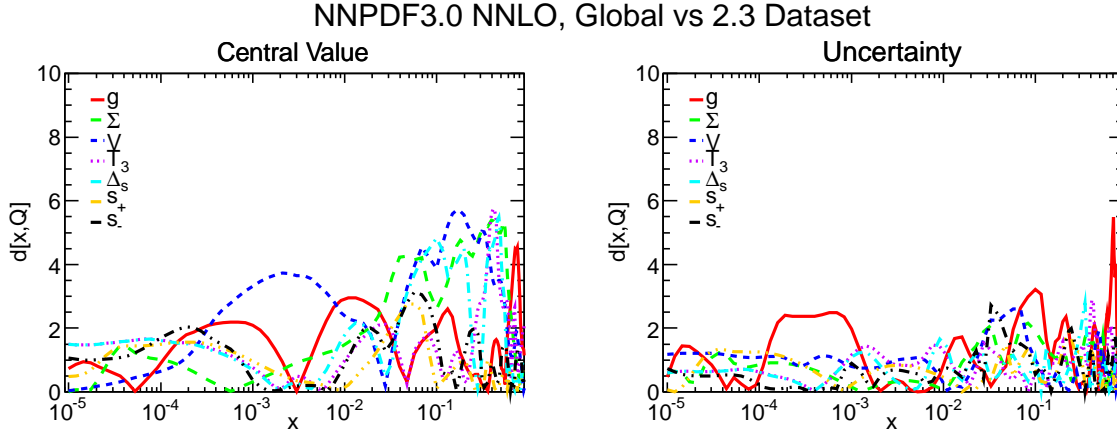 NNPDF3.0 NNLO, Global vs 2.3 Dataset
Central Value
10
8
6
4
2
0
d[x,Q]
g
Σ
V
T3
Δs
s+
s-
10^-5
10^-4
10^-3
10^-2
10^-1
x
Uncertainty
10
8
6
4
2
0
d[x,Q]
g
Σ
V
T3
Δs
s+
s-
10^-5
10^-4
10^-3
10^-2
10^-1
x